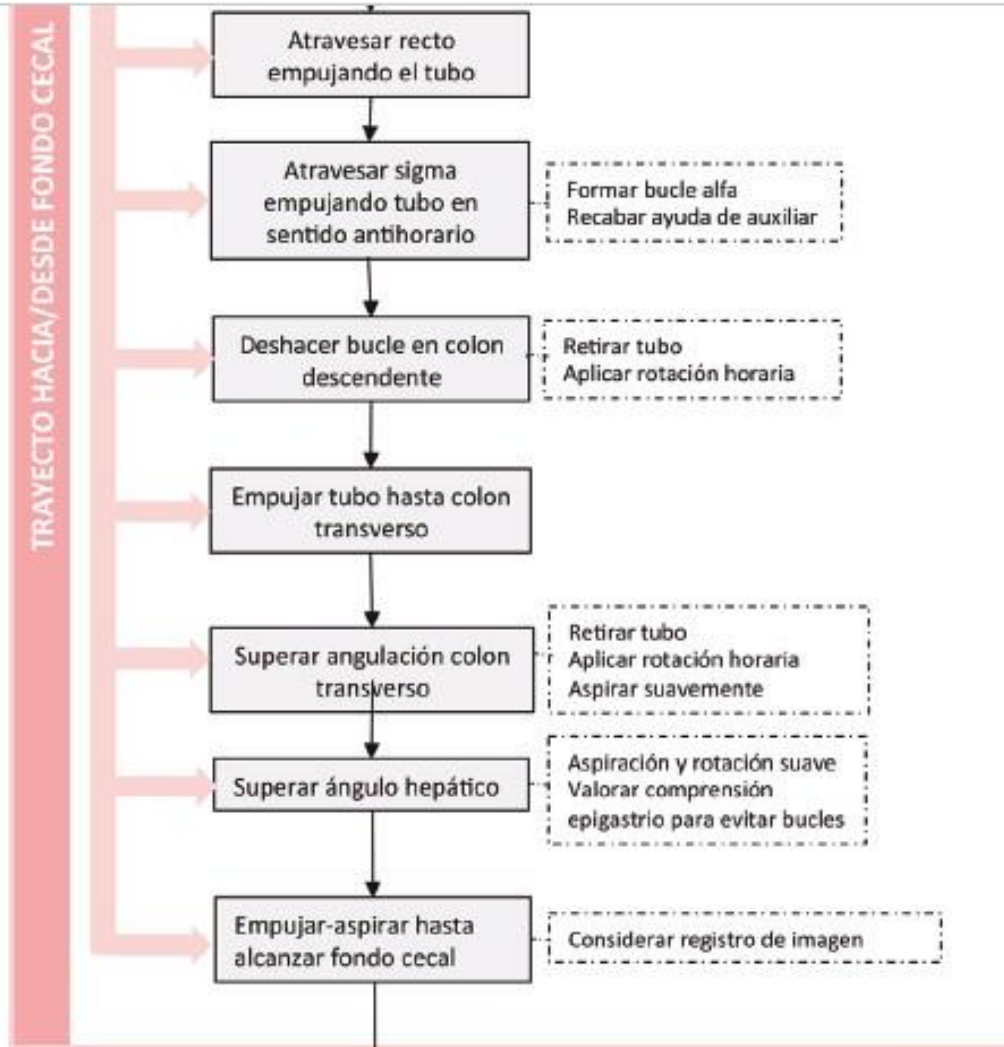 TRAYECTO HACIA/DESDE FONDO CECAL
Atravesar recto
empujando el tubo
Atravesar sigma
empujando tubo en
sentido antihorario
Formar bucle alfa
Recabar ayuda de auxiliar
Deshacer bucle en colon
descendente
Retirar tubo
Aplicar rotación horaria
Empujar tubo hasta colon
transverso
Superar angulación colon
transverso
Retirar tubo
Aplicar rotación horaria
Aspirar suavemente
Superar ángulo hepático
Aspiración y rotación suave
Valorar comprensión
epigastrio para evitar bucles
Empujar-aspirar hasta
alcanzar fondo cecal
Considerar registro de imagen